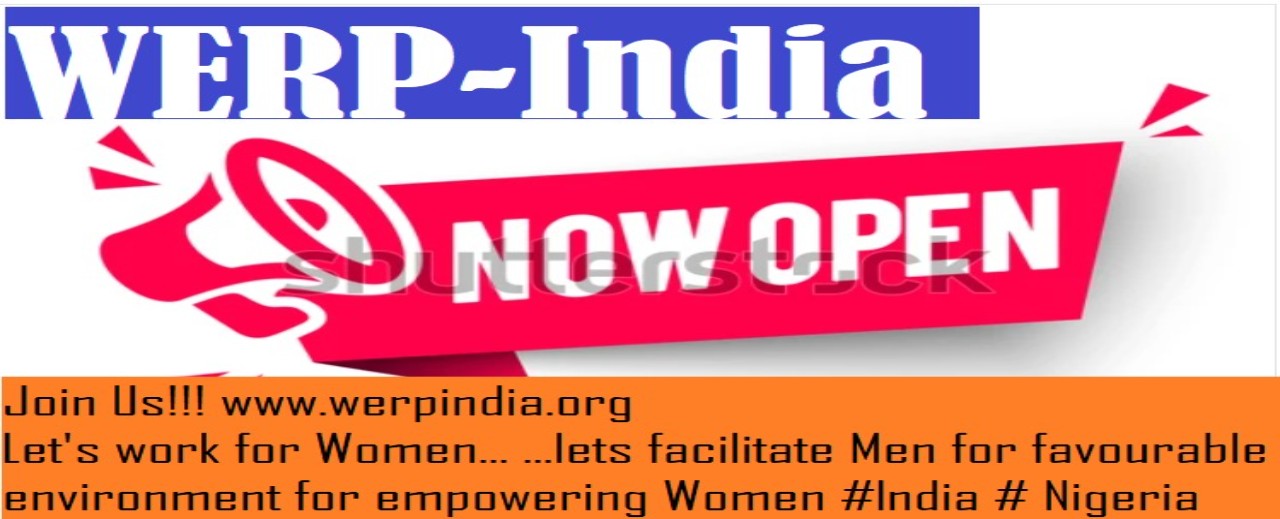 WERP~India
NOW OPEN
shutterstock
Join Us!!! www.werpindia.org
Let's work for Women... ...lets facilitate Men for favourable
environment for empowering Women #India # Nigeria